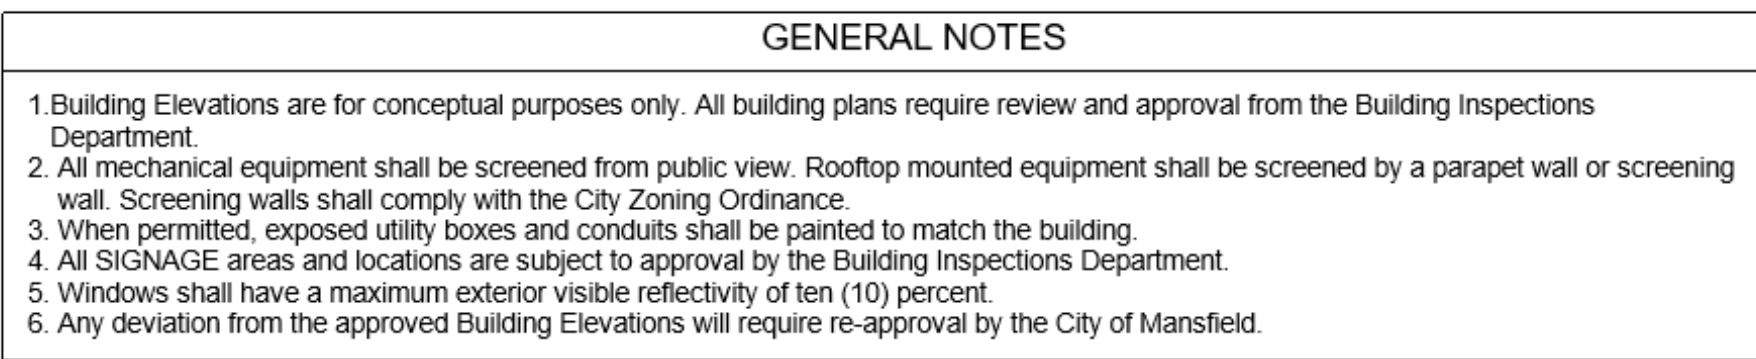 GENERAL NOTES
1.Building Elevations are for conceptual purposes only. All building plans require review and approval from the Building Inspections
Department.
2. All mechanical equipment shall be screened from public view. Rooftop mounted equipment shall be screened by a parapet wall or screening
wall. Screening walls shall comply with the City Zoning Ordinance.
3. When permitted, exposed utility boxes and conduits shall be painted to match the building.
4. All SIGNAGE areas and locations are subject to approval by the Building Inspections Department.
5. Windows shall have a maximum exterior visible reflectivity of ten (10) percent.
6. Any deviation from the approved Building Elevations will require re-approval by the City of Mansfield.